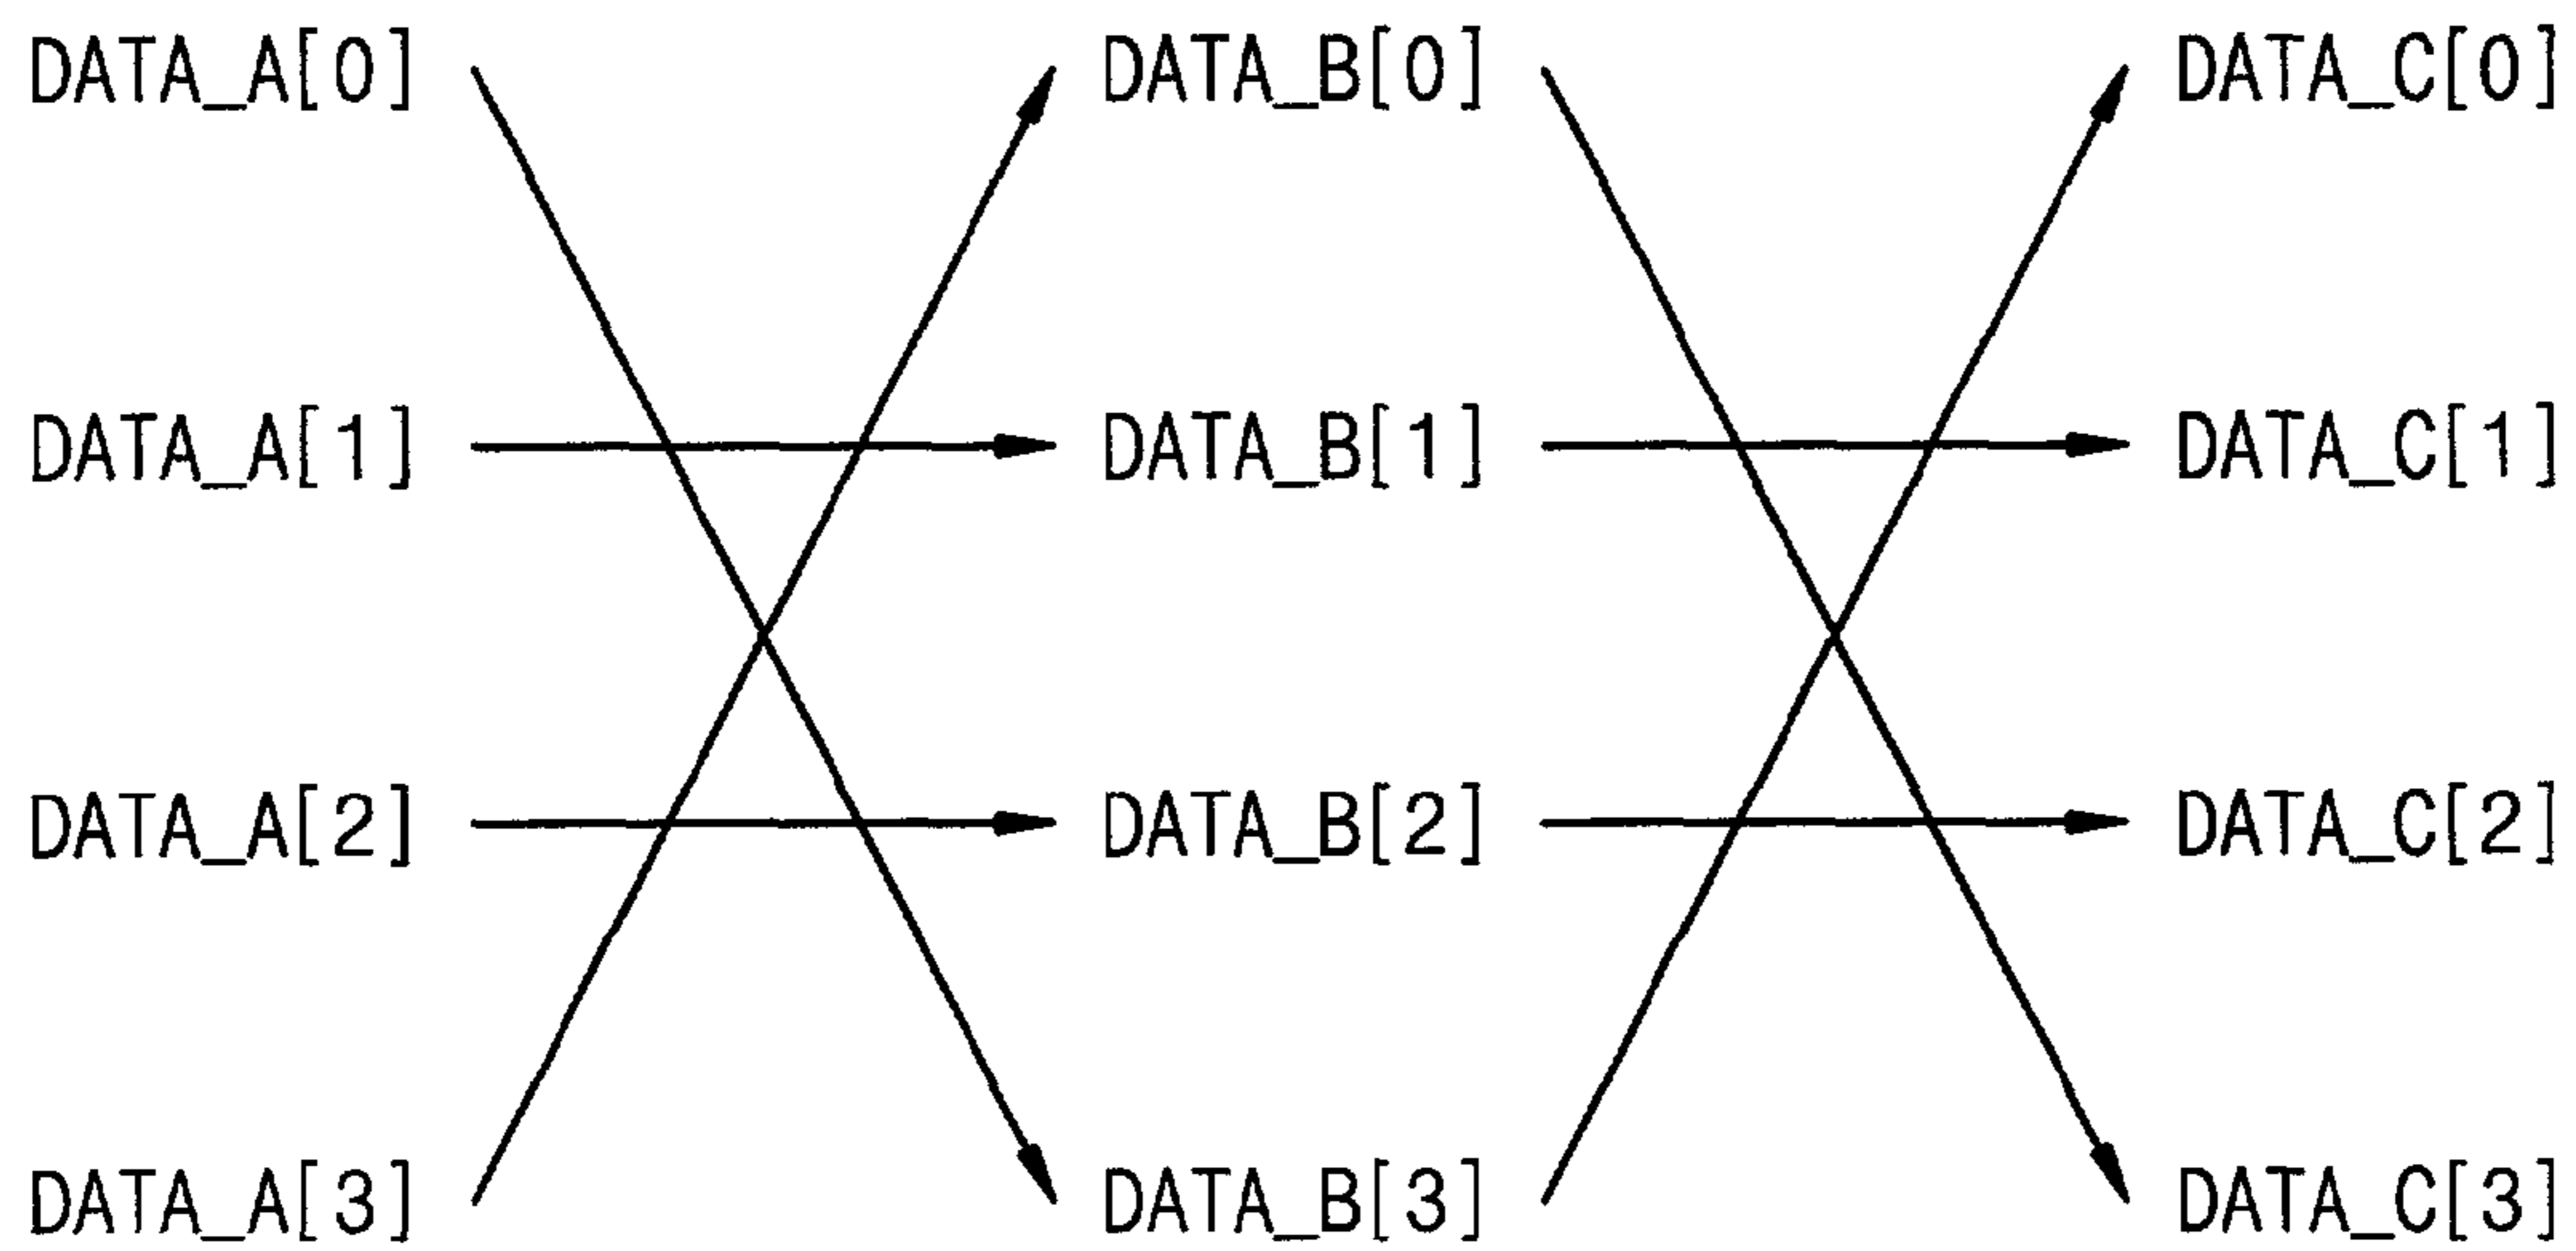 DATA_A[0] DATA_B[0] DATA_C[0]
DATA_A[1] DATA_B[1] DATA_C[1]
DATA_A[2] DATA_B[2] DATA_C[2]
DATA_A[3] DATA_B[3] DATA_C[3]